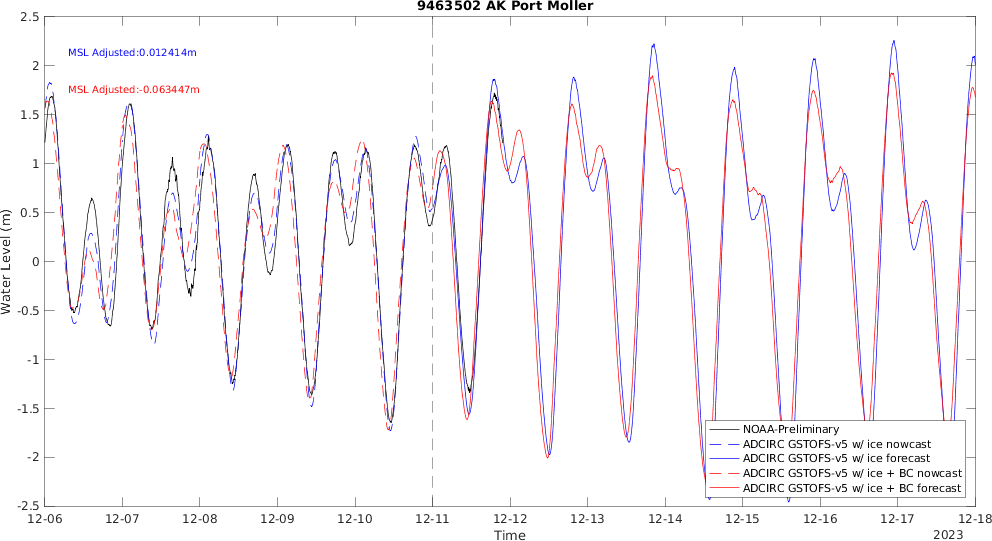 9463502 AK Port Moller
MSL Adjusted:0.012414m
MSL Adjusted:-0.063447m
Water Level (m)
2.5
2
1.5
1
0.5
0
-0.5
-1
-1.5
-2
-2.5
NOAA-Preliminary
ADCIRC GSTOFS-v5 w/ ice nowcast
ADCIRC GSTOFS-v5 w/ ice forecast
ADCIRC GSTOFS-v5 w/ ice + BC nowcast
ADCIRC GSTOFS-v5 w/ ice + BC forecast
12-06 12-07 12-08 12-09 12-10 12-11 12-12 12-13 12-14 12-15 12-16 12-17 12-18
Time
2023